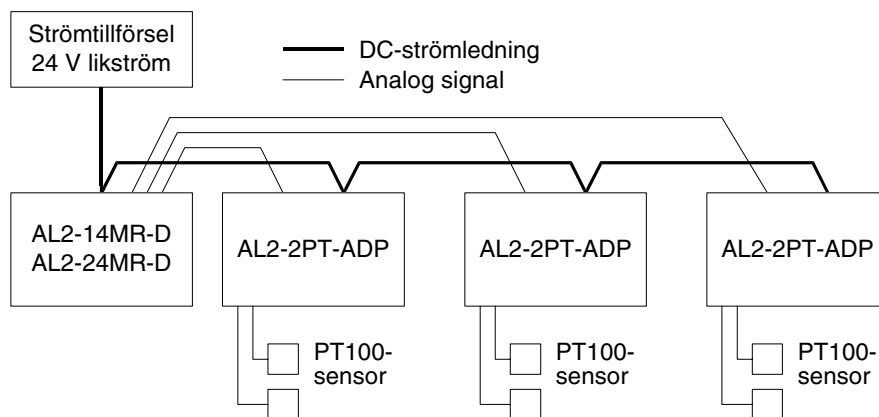 Strömtillförsel
24 V likström
DC-strömledning
Analog signal
AL2-14MR-D
AL2-24MR-D
AL2-2PT-ADP
AL2-2PT-ADP
AL2-2PT-ADP
PT100-
sensor
PT100-
sensor
PT100-
sensor